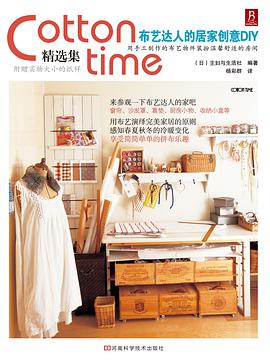 Cotton time
布艺达人的居家创意DIY
用手工制作的布艺物件装扮温馨舒适的房间
精选集
附赠实物大小的纸样
(日)主妇与生活社 编著
杨彩群 译
COTTON TIME
来参观一下布艺达人的家吧
窗帘、沙发罩、靠垫、厨房小物、收纳小盒等
用布艺演绎完美家居的原则
感知春夏秋冬的冷暖变化
享受简简单单的拼布乐趣
河南科学技术出版社